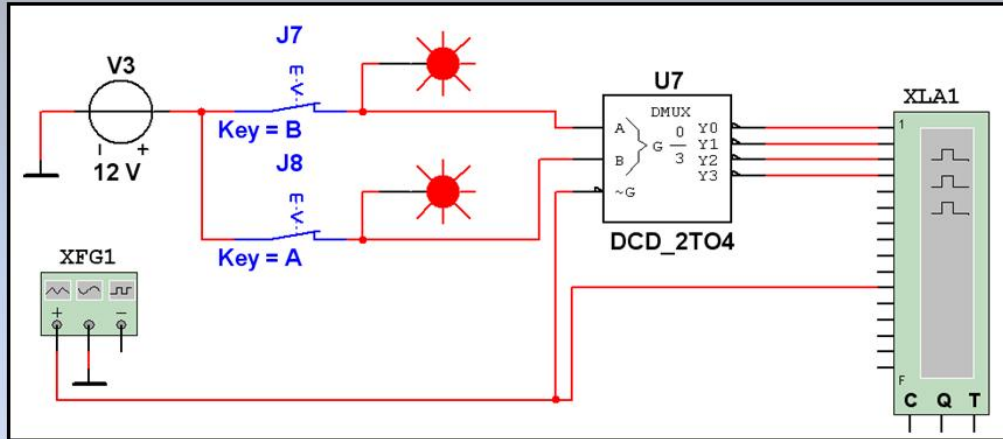 J7
V3
U7
XLA1
DMUX
1
A
Y0
0
Key = B
G
Y1
B
3
Y2
12 V
J8
Y3
~G
DCD_2TO4
Key = A
XFG1
+
−
F
C Q T